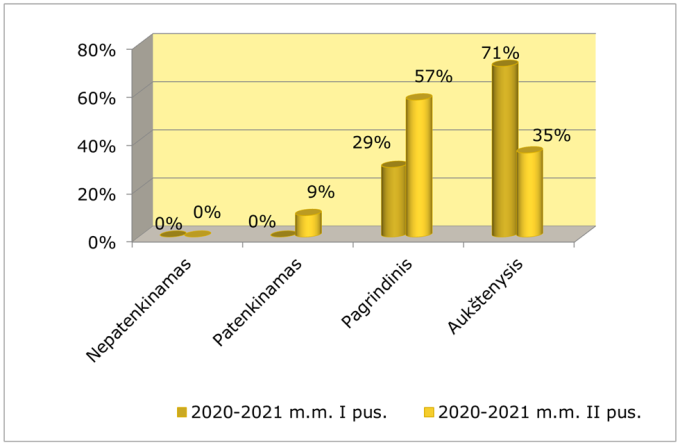 80%
60%
40%
20%
0%
0%
0%
0%
9%
29%
57%
71%
35%
Nepatenkinamas
Patenkinamas
Pagrindinis
Aukštenysis
2020-2021 m.m. I pus.
2020-2021 m.m. II pus.